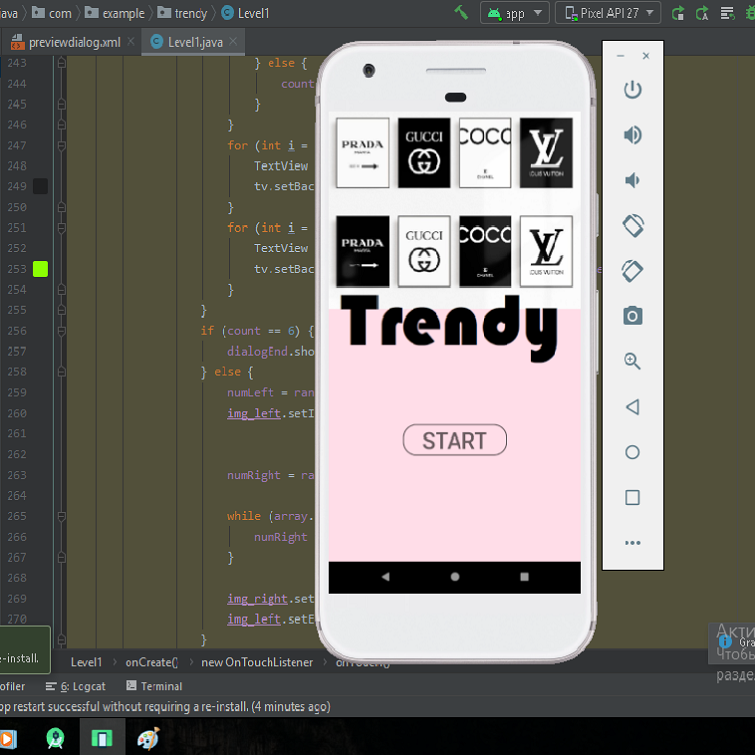 java com example trendy Level1 app Pixel API 27
previewdialog.xml Level1.java
243 } else {
244 count
245 }
246 }
247 for (int i =
248 TextView
249 tv.setBac
250 }
251 for (int i =
252 TextView
253 tv.setBac
254 }
255 }
256 if (count == 6) {
257 dialogEnd.sho
258 } else {
259 numLeft = ran
260 img_left.setI
261
262
263 numRight = ra
264
265 while (array.
266 numRight
267 }
268
269 img_right.set
270 img_left.setE
}
PRADA GUCCI COCO LV
CHANEL LOUIS VUITTON
PRADA GUCCI COCO LV
CHANEL LOUIS VUITTON
Trendy
START
Акти
Gra
Чтобы
разде
e-install.
Level1 onCreate() new OnTouchListener onTouch()
ofiler 6: Logcat Terminal
op restart successful without requiring a re-install. (4 minutes ago)